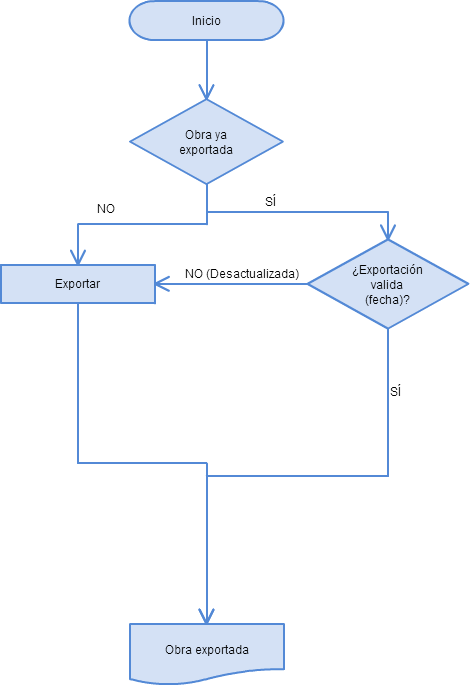 Inicio
Obra ya
exportada
NO
SÍ
Exportar
NO (Desactualizada)
¿Exportación
valida
(fecha)?
SÍ
Obra exportada